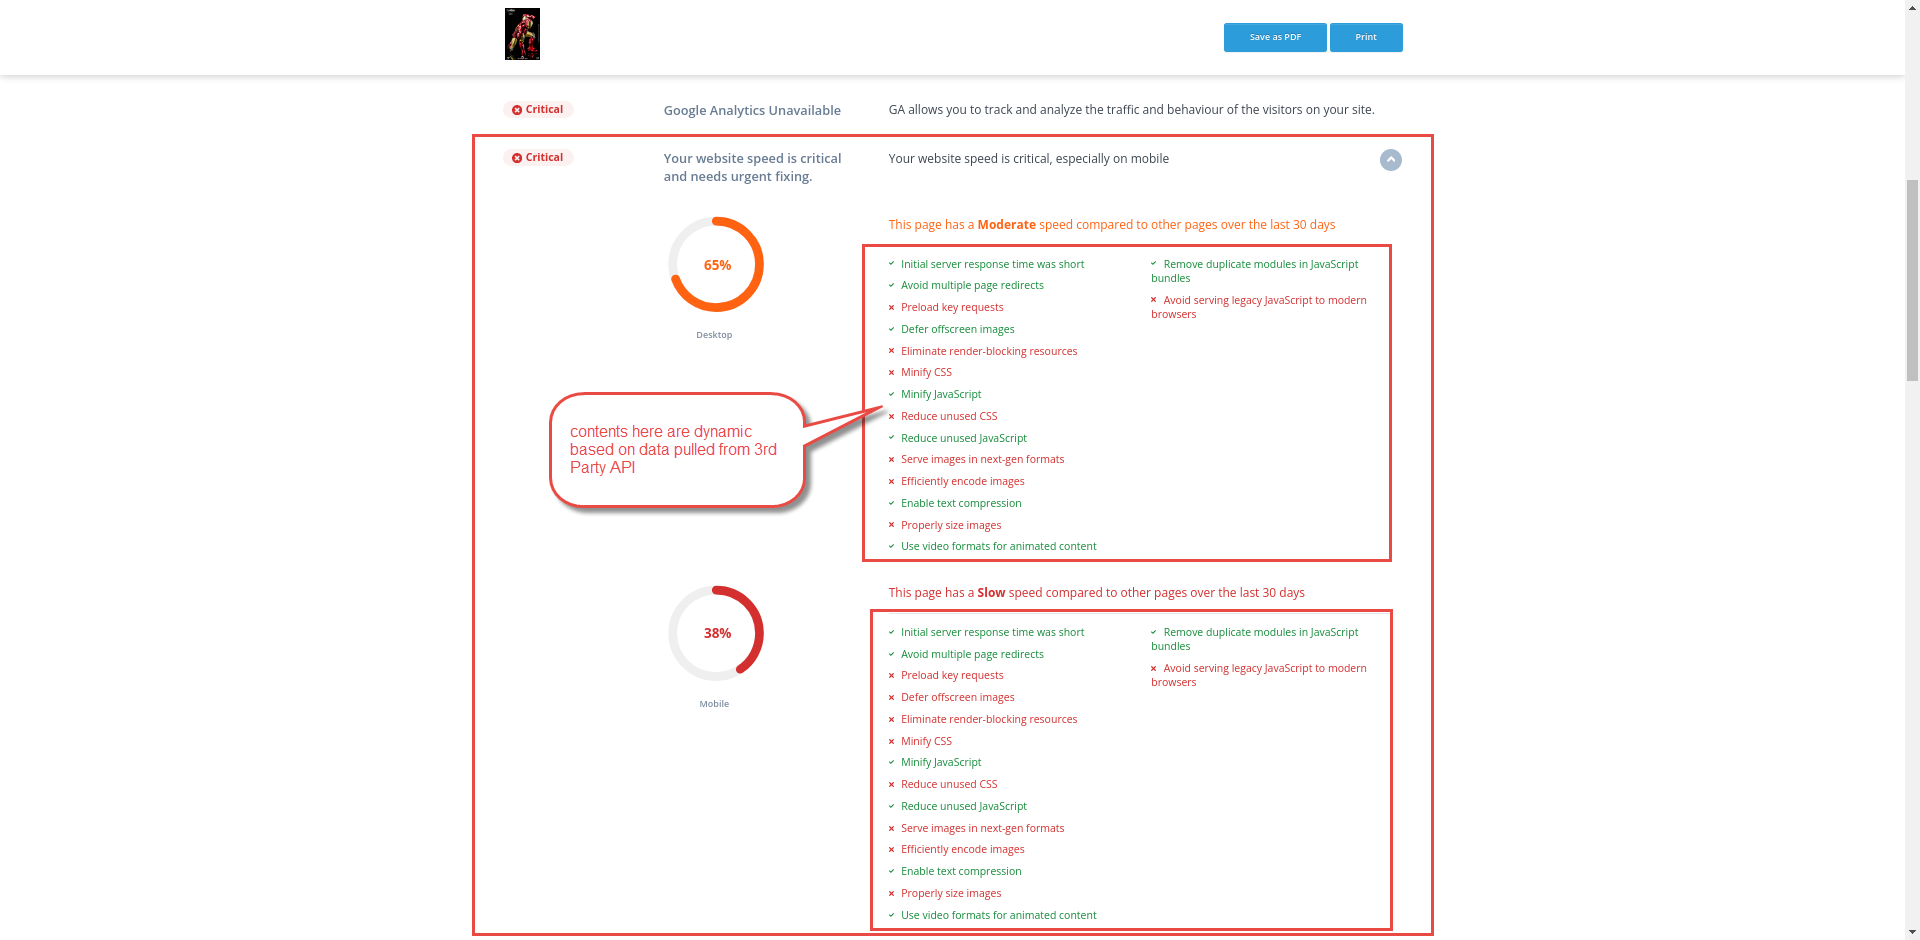 Save as PDF
Print
Critical
Google Analytics Unavailable
GA allows you to track and analyze the traffic and behaviour of the visitors on your site.
Critical
Your website speed is critical
and needs urgent fixing.
Your website speed is critical, especially on mobile
65%
Desktop
This page has a Moderate speed compared to other pages over the last 30 days
Initial server response time was short
Avoid multiple page redirects
Preload key requests
Defer offscreen images
Eliminate render-blocking resources
Minify CSS
Minify JavaScript
Reduce unused CSS
Reduce unused JavaScript
Serve images in next-gen formats
Efficiently encode images
Enable text compression
Properly size images
Use video formats for animated content
Remove duplicate modules in JavaScript
bundles
Avoid serving legacy JavaScript to modern
browsers
contents here are dynamic
based on data pulled from 3rd
Party API
38%
Mobile
This page has a Slow speed compared to other pages over the last 30 days
Initial server response time was short
Avoid multiple page redirects
Preload key requests
Defer offscreen images
Eliminate render-blocking resources
Minify CSS
Minify JavaScript
Reduce unused CSS
Reduce unused JavaScript
Serve images in next-gen formats
Efficiently encode images
Enable text compression
Properly size images
Use video formats for animated content
Remove duplicate modules in JavaScript
bundles
Avoid serving legacy JavaScript to modern
browsers